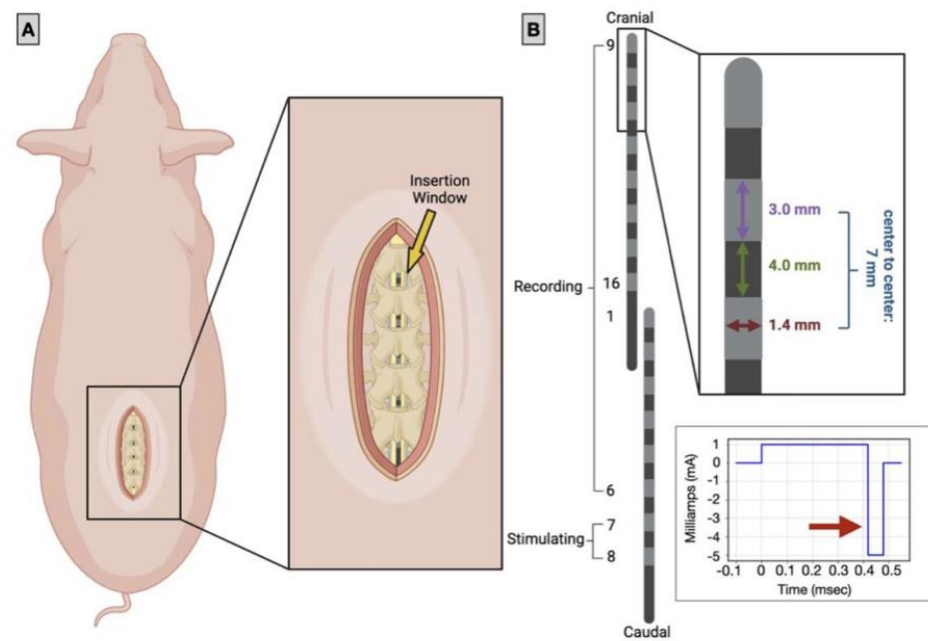 A
Insertion
Window
B
Cranial
9
Recording
16
1
6
Stimulating
7
8
Caudal
3.0 mm
4.0 mm
1.4 mm
center to center:
7 mm
Milliamps (mA)
1
0
-1
-2
-3
-4
-5
-0.1 0 0.1 0.2 0.3 0.4 0.5
Time (msec)